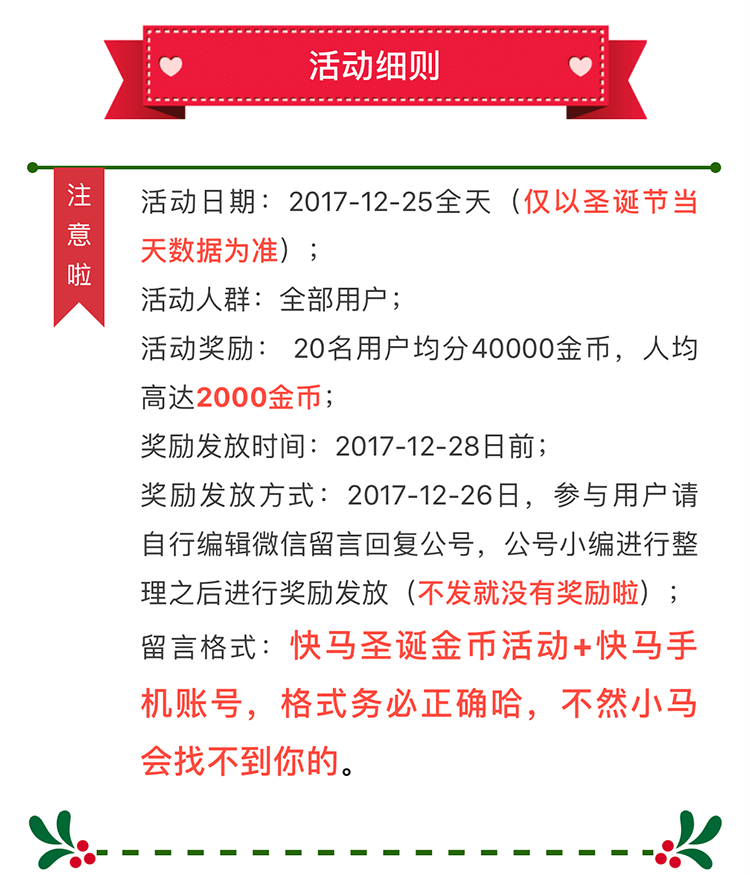 活动细则
注
意
啦
活动日期：2017-12-25全天（仅以圣诞节当
天数据为准）；
活动人群：全部用户；
活动奖励： 20名用户均分40000金币，人均
高达2000金币；
奖励发放时间：2017-12-28日前；
奖励发放方式：2017-12-26日，参与用户请
自行编辑微信留言回复公号，公号小编进行整
理之后进行奖励发放（不发就没有奖励啦）；
留言格式：快马圣诞金币活动+快马手
机账号，格式务必正确哈，不然小马
会找不到你的。